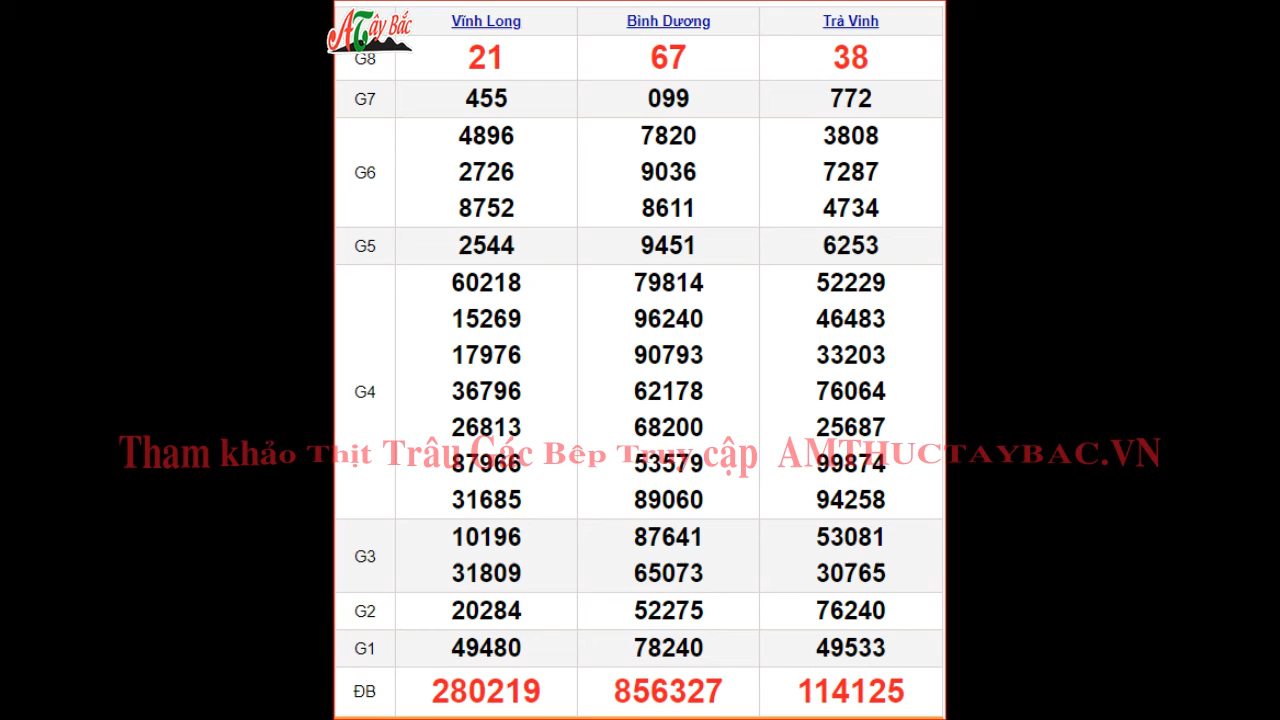 ATây Bắc
Vĩnh Long Bình Dương Trà Vinh
G8 21 67 38
G7 455 099 772
4896 7820 3808
G6 2726 9036 7287
8752 8611 4734
G5 2544 9451 6253
60218 79814 52229
15269 96240 46483
17976 90793 33203
G4 36796 62178 76064
26813 68200 25687
Tham khảo Thịt Trâu Gác Bếp Truy cập AMTHUCTAYBAC.VN
87966 53579 99874
31685 89060 94258
10196 87641 53081
G3
31809 65073 30765
G2 20284 52275 76240
G1 49480 78240 49533
ĐB 280219 856327 114125